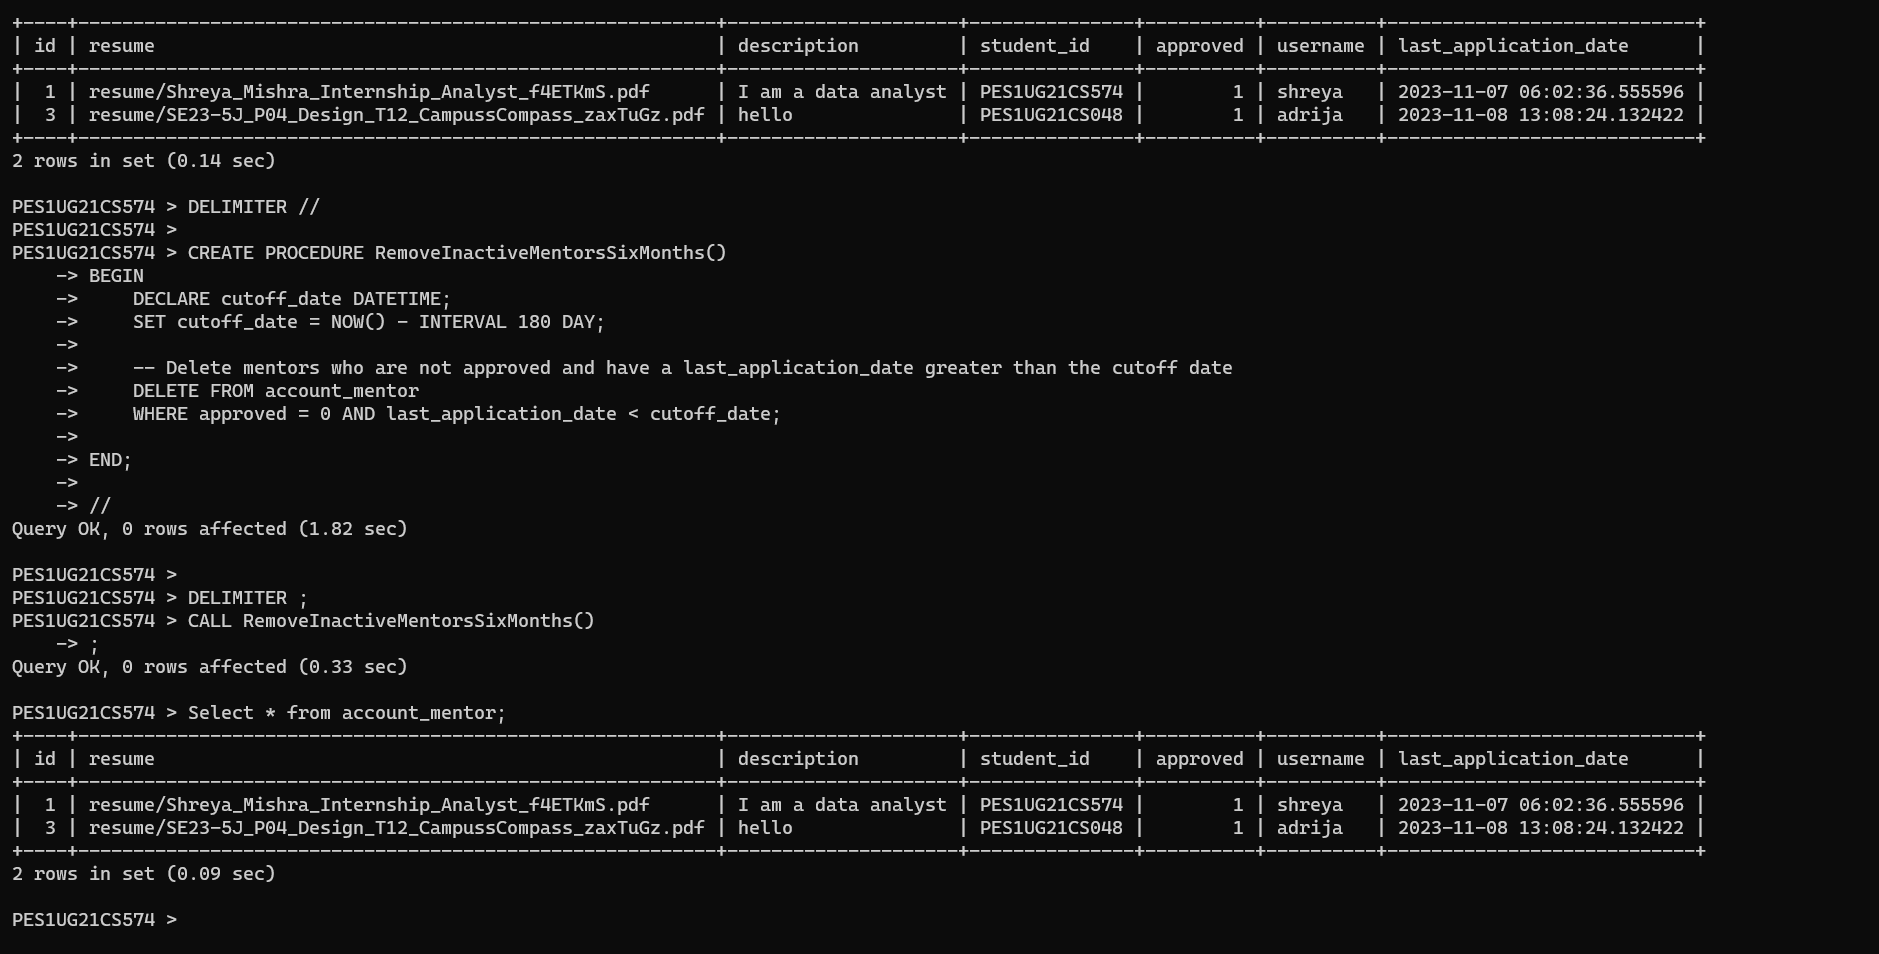 +----+----------------------------------------------------------+---------------------+---------------+----------+----------+----------------------------+
| id | resume                                                   | description         | student_id    | approved | username | last_application_date      |
+----+----------------------------------------------------------+---------------------+---------------+----------+----------+----------------------------+
|  1 | resume/Shreya_Mishra_Internship_Analyst_f4ETKmS.pdf      | I am a data analyst | PES1UG21CS574 |        1 | shreya   | 2023-11-07 06:02:36.555596 |
|  3 | resume/SE23-5J_P04_Design_T12_CampussCompass_zaxTuGz.pdf | hello               | PES1UG21CS048 |        1 | adrija   | 2023-11-08 13:08:24.132422 |
+----+----------------------------------------------------------+---------------------+---------------+----------+----------+----------------------------+
2 rows in set (0.14 sec)

PES1UG21CS574 > DELIMITER //
PES1UG21CS574 >
PES1UG21CS574 > CREATE PROCEDURE RemoveInactiveMentorsSixMonths()
    -> BEGIN
    ->     DECLARE cutoff_date DATETIME;
    ->     SET cutoff_date = NOW() - INTERVAL 180 DAY;
    ->
    ->     -- Delete mentors who are not approved and have a last_application_date greater than the cutoff date
    ->     DELETE FROM account_mentor
    ->     WHERE approved = 0 AND last_application_date < cutoff_date;
    ->
    -> END;
    ->
    -> //
Query OK, 0 rows affected (1.82 sec)

PES1UG21CS574 >
PES1UG21CS574 > DELIMITER ;
PES1UG21CS574 > CALL RemoveInactiveMentorsSixMonths()
    -> ;
Query OK, 0 rows affected (0.33 sec)

PES1UG21CS574 > Select * from account_mentor;
+----+----------------------------------------------------------+---------------------+---------------+----------+----------+----------------------------+
| id | resume                                                   | description         | student_id    | approved | username | last_application_date      |
+----+----------------------------------------------------------+---------------------+---------------+----------+----------+----------------------------+
|  1 | resume/Shreya_Mishra_Internship_Analyst_f4ETKmS.pdf      | I am a data analyst | PES1UG21CS574 |        1 | shreya   | 2023-11-07 06:02:36.555596 |
|  3 | resume/SE23-5J_P04_Design_T12_CampussCompass_zaxTuGz.pdf | hello               | PES1UG21CS048 |        1 | adrija   | 2023-11-08 13:08:24.132422 |
+----+----------------------------------------------------------+---------------------+---------------+----------+----------+----------------------------+
2 rows in set (0.09 sec)

PES1UG21CS574 >